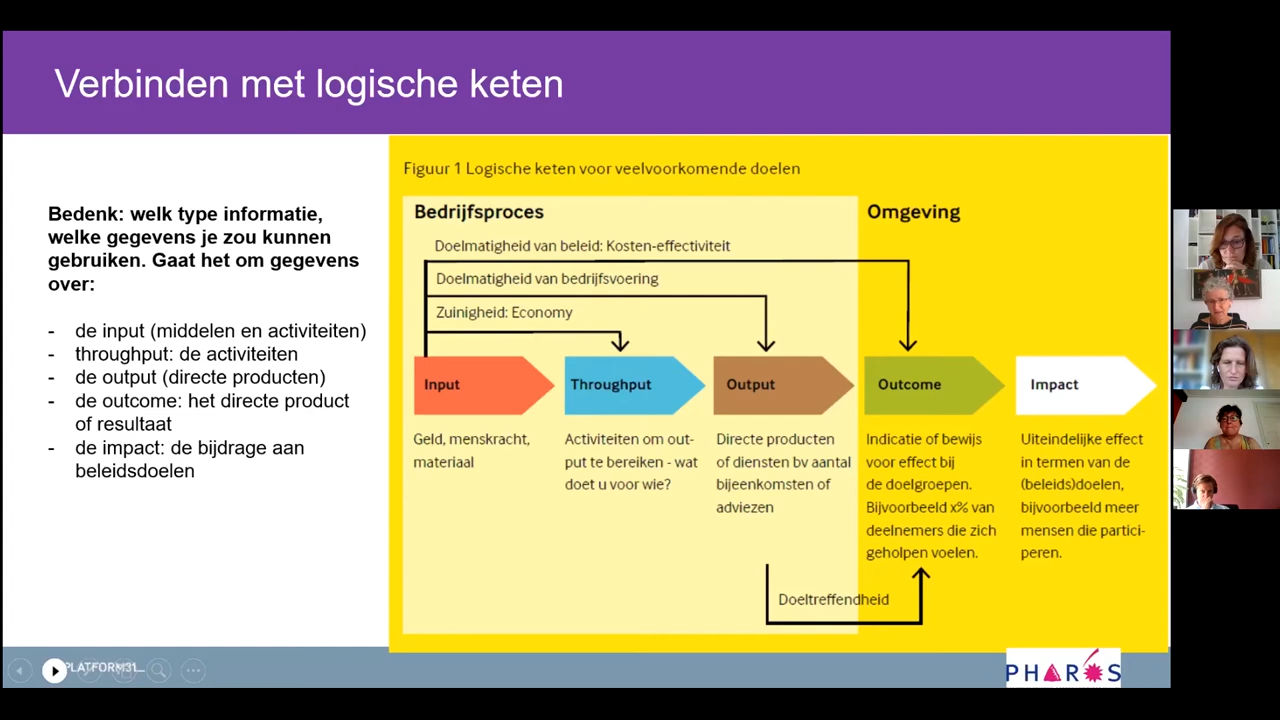 Verbinden met logische keten
Bedenk: welk type informatie,
welke gegevens je zou kunnen
gebruiken. Gaat het om gegevens
over:
- de input (middelen en activiteiten)
- throughput: de activiteiten
- de output (directe producten)
- de outcome: het directe product
of resultaat
- de impact: de bijdrage aan
beleidsdoelen
Figuur 1 Logische keten voor veelvoorkomende doelen
Bedrijfsproces
Omgeving
Doelmatigheid van beleid: Kosten-effectiviteit
Doelmatigheid van bedrijfsvoering
Zuinigheid: Economy
Input
Throughput
Output
Outcome
Impact
Geld, menskracht,
materiaal
Activiteiten om out-
put te bereiken - wat
doet u voor wie?
Directe producten
of diensten bv aantal
bijeenkomsten of
adviezen
Indicatie of bewijs
voor effect bij
de doelgroepen.
Bijvoorbeeld x% van
deelnemers die zich
geholpen voelen.
Uiteindelijke effect
in termen van de
(beleids)doelen,
bijvoorbeeld meer
mensen die partici-
peren.
Doeltreffendheid
PLATFORM31
PHAROS